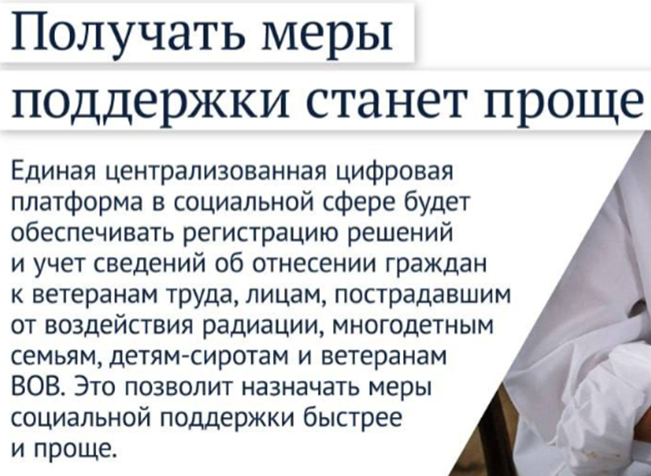 Получать меры
поддержки станет проще
Единая централизованная цифровая
платформа в социальной сфере будет
обеспечивать регистрацию решений
и учет сведений об отнесении граждан
к ветеранам труда, лицам, пострадавшим
от воздействия радиации, многодетным
семьям, детям-сиротам и ветеранам
ВОВ. Это позволит назначать меры
социальной поддержки быстрее
и проще.